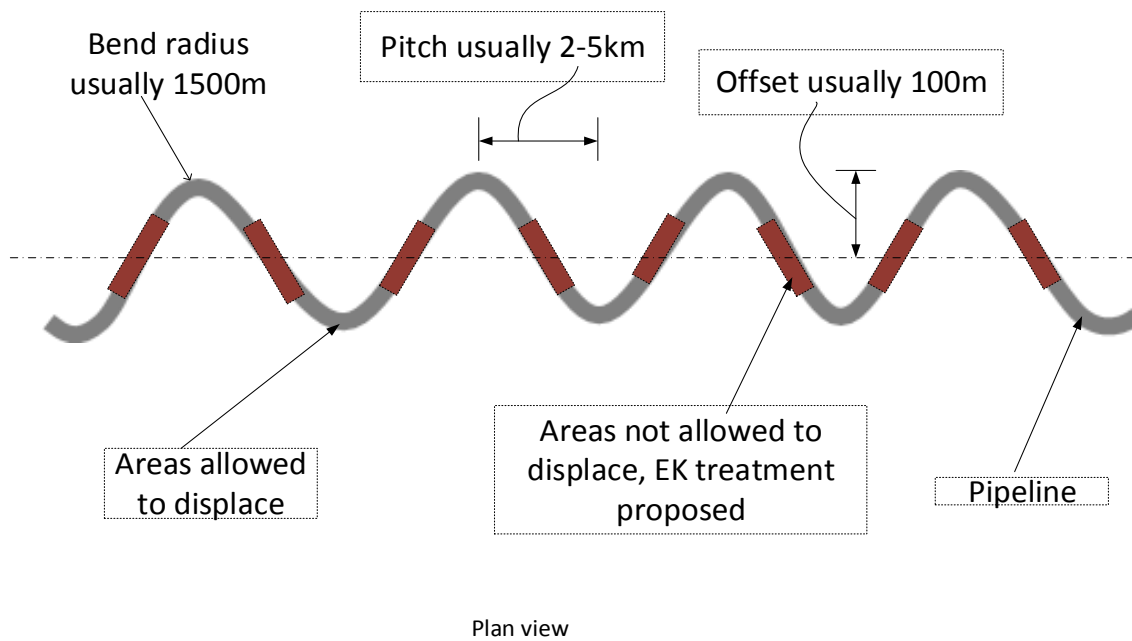 Bend radius
usually 1500m
Pitch usually 2-5km
Offset usually 100m
Areas allowed
to displace
Areas not allowed to
displace, EK treatment
proposed
Pipeline
Plan view